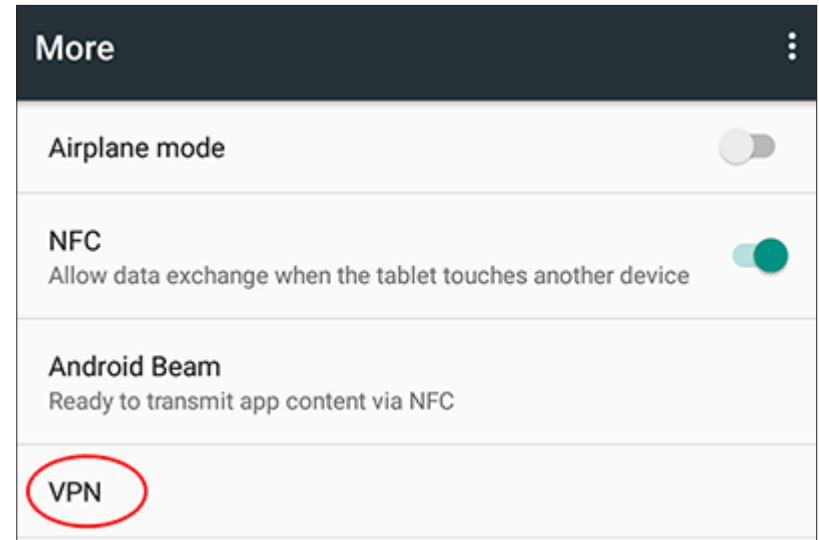 More
Airplane mode
NFC
Allow data exchange when the tablet touches another device
Android Beam
Ready to transmit app content via NFC
VPN